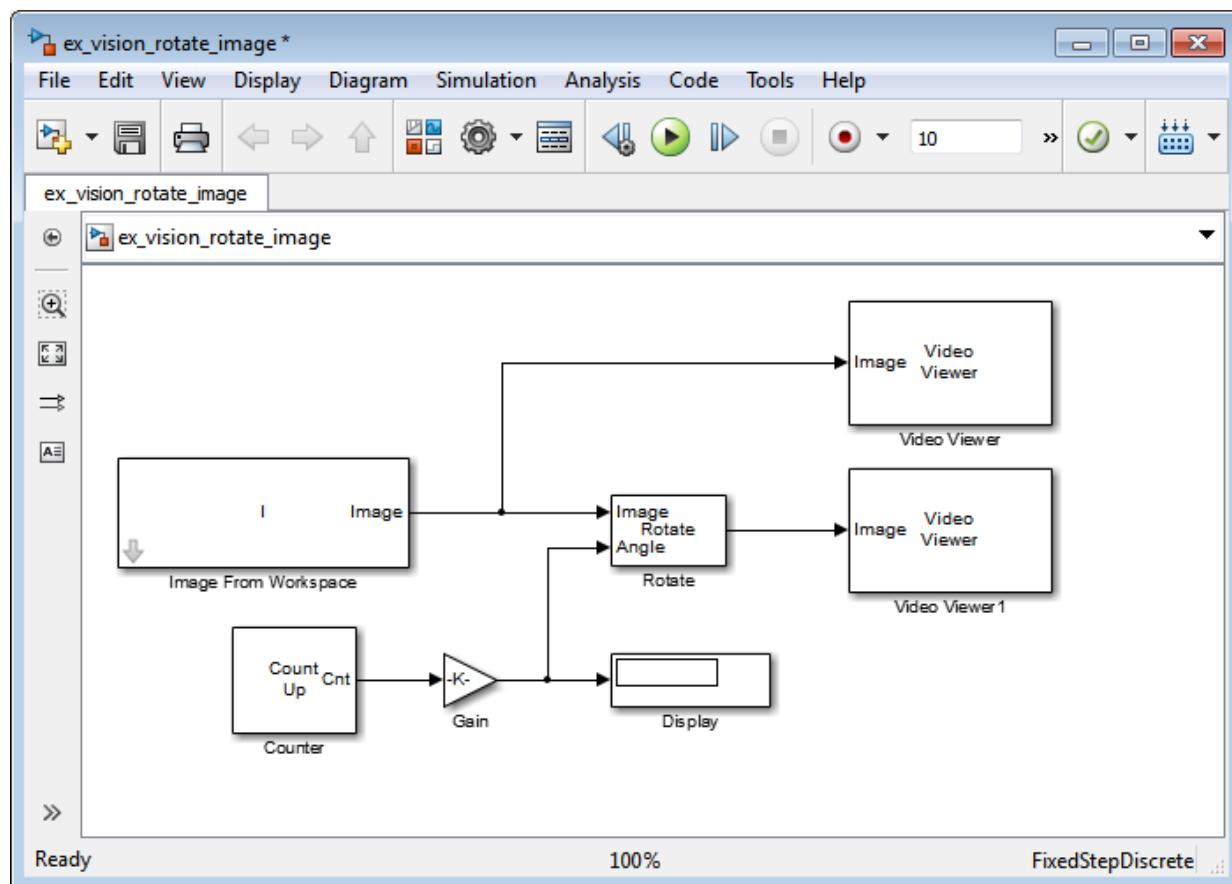 ex_vision_rotate_image *
File Edit View Display Diagram Simulation Analysis Code Tools Help
10 »
ex_vision_rotate_image
ex_vision_rotate_image
Image Video
Viewer
Video Viewer
I Image
Image From Workspace
Image
Rotate
Angle
Rotate
Image Video
Viewer
Video Viewer1
Count
Up
Cnt
Counter
-K-
Gain
Display
A
Ready 100% FixedStepDiscrete